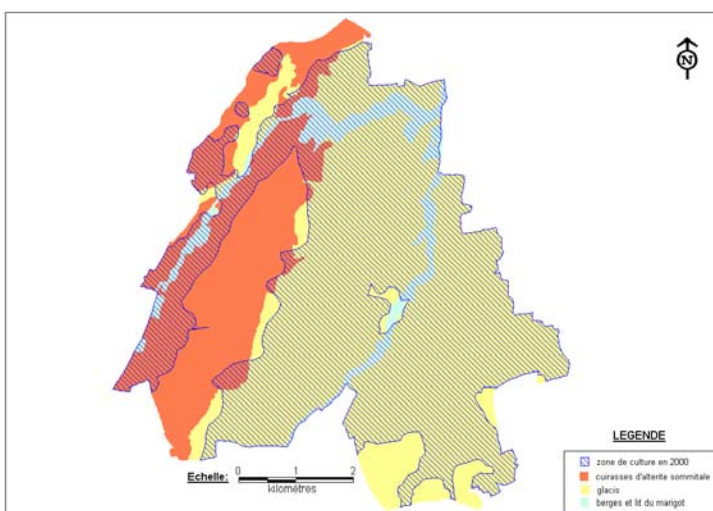 N
Echelle: 0 1 2
kilométres
LEGENDE
zone de culture en 2000
cuirasses d'alterite sommitale
glacis
berges et lit du marigot